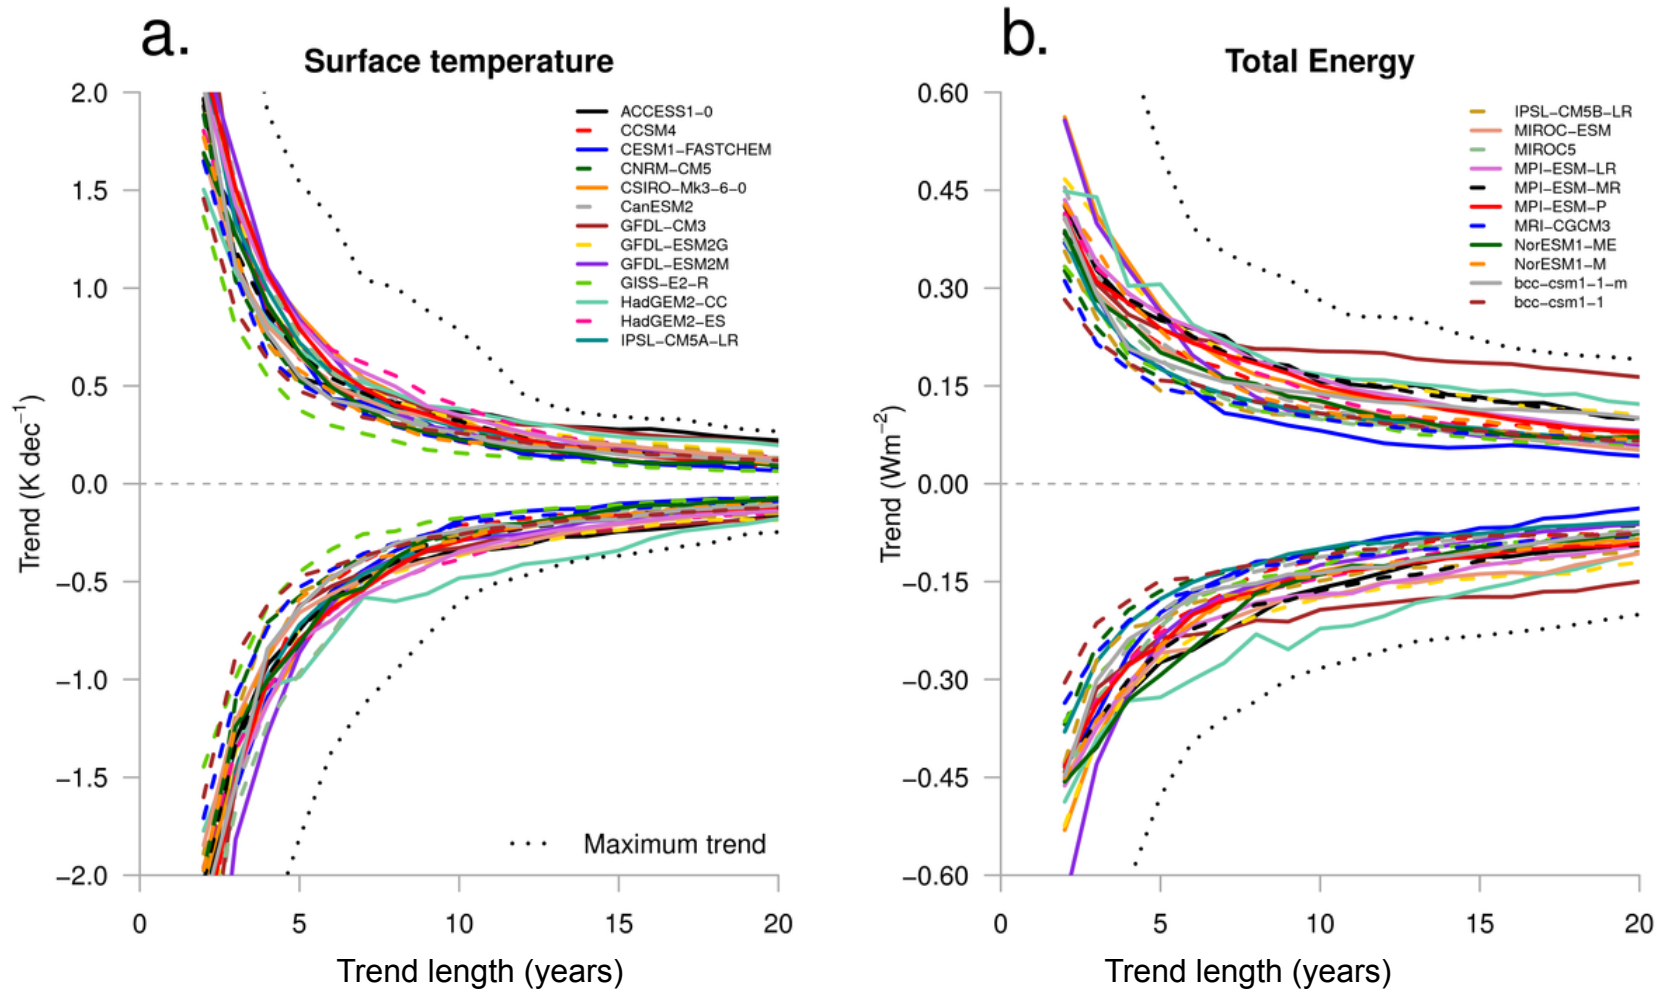 a.
Surface temperature
2.0
1.5
1.0
0.5
0.0
−0.5
−1.0
−1.5
−2.0
Trend (K dec⁻¹)
ACCESS1−0
CCSM4
CESM1−FASTCHEM
CNRM−CM5
CSIRO−Mk3−6−0
CanESM2
GFDL−CM3
GFDL−ESM2G
GFDL−ESM2M
GISS−E2−R
HadGEM2−CC
HadGEM2−ES
IPSL−CM5A−LR
Maximum trend
0 5 10 15 20
Trend length (years)
b.
Total Energy
0.60
0.45
0.30
0.15
0.00
−0.15
−0.30
−0.45
−0.60
Trend (Wm⁻²)
IPSL−CM5B−LR
MIROC−ESM
MIROC5
MPI−ESM−LR
MPI−ESM−MR
MPI−ESM−P
MRI−CGCM3
NorESM1−ME
NorESM1−M
bcc−csm1−1−m
bcc−csm1−1
0 5 10 15 20
Trend length (years)